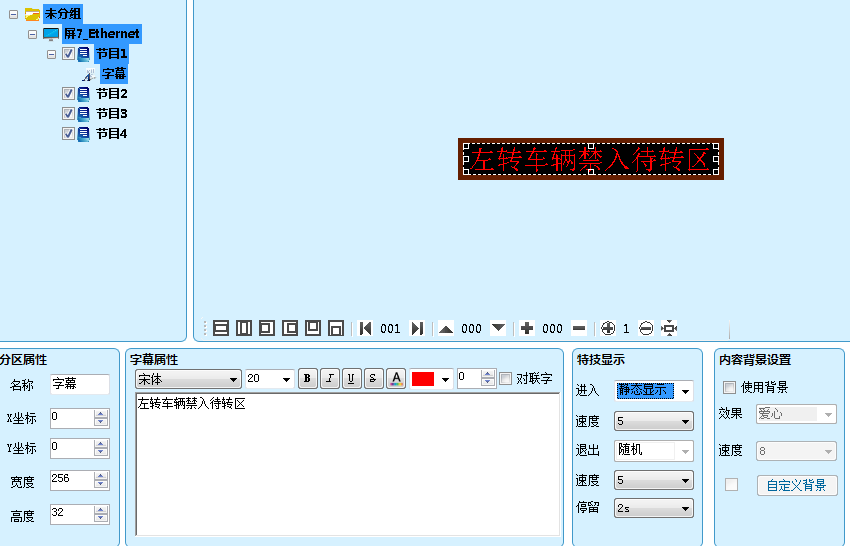 未分组
屏7_Ethernet
节目1
字幕
节目2
节目3
节目4
左转车辆禁入待转区
001
000
000
1
分区属性
名称 字幕
X坐标 0
Y坐标 0
宽度 256
高度 32
字幕属性
宋体 20 B I U S A 0 对联字
左转车辆禁入待转区
特技显示
进入 静态显示
速度 5
退出 随机
速度 5
停留 2s
内容背景设置
使用背景
效果 爱心
速度 8
自定义背景